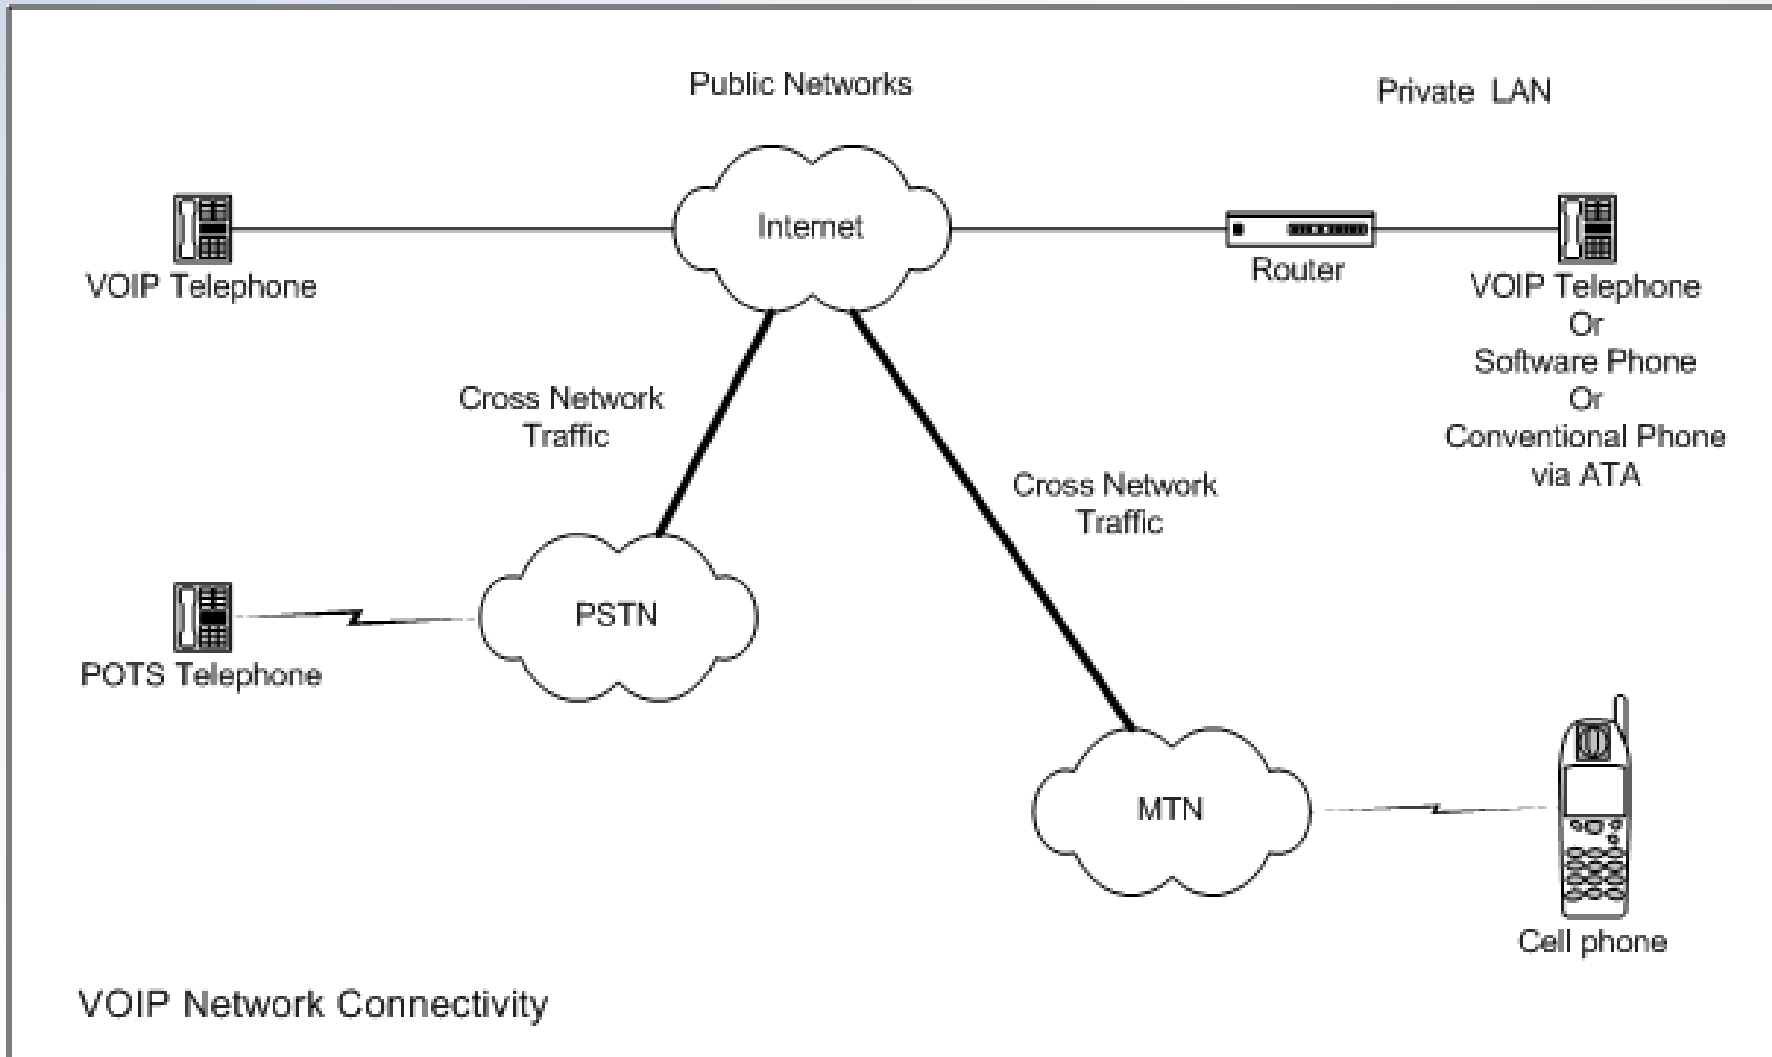 Public Networks
Private LAN
Internet
VOIP Telephone
Router
VOIP Telephone
Or
Software Phone
Or
Conventional Phone
via ATA
Cross Network
Traffic
Cross Network
Traffic
PSTN
POTS Telephone
MTN
Cell phone
VOIP Network Connectivity